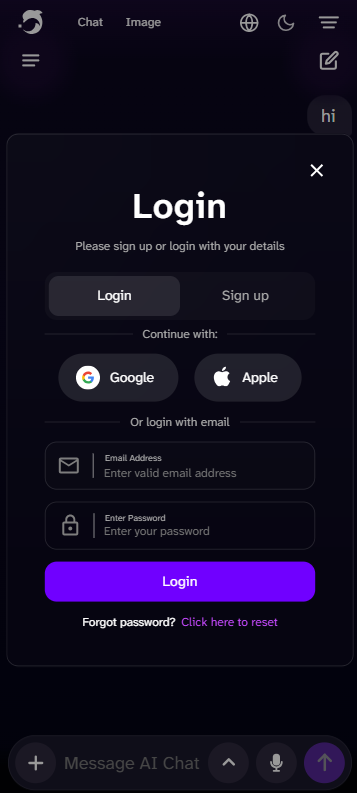 Chat Image
hi
Login
Please sign up or login with your details
Login Sign up
Continue with:
Google Apple
Or login with email
Email Address
Enter valid email address
Enter Password
Enter your password
Login
Forgot password? Click here to reset
Message AI Chat